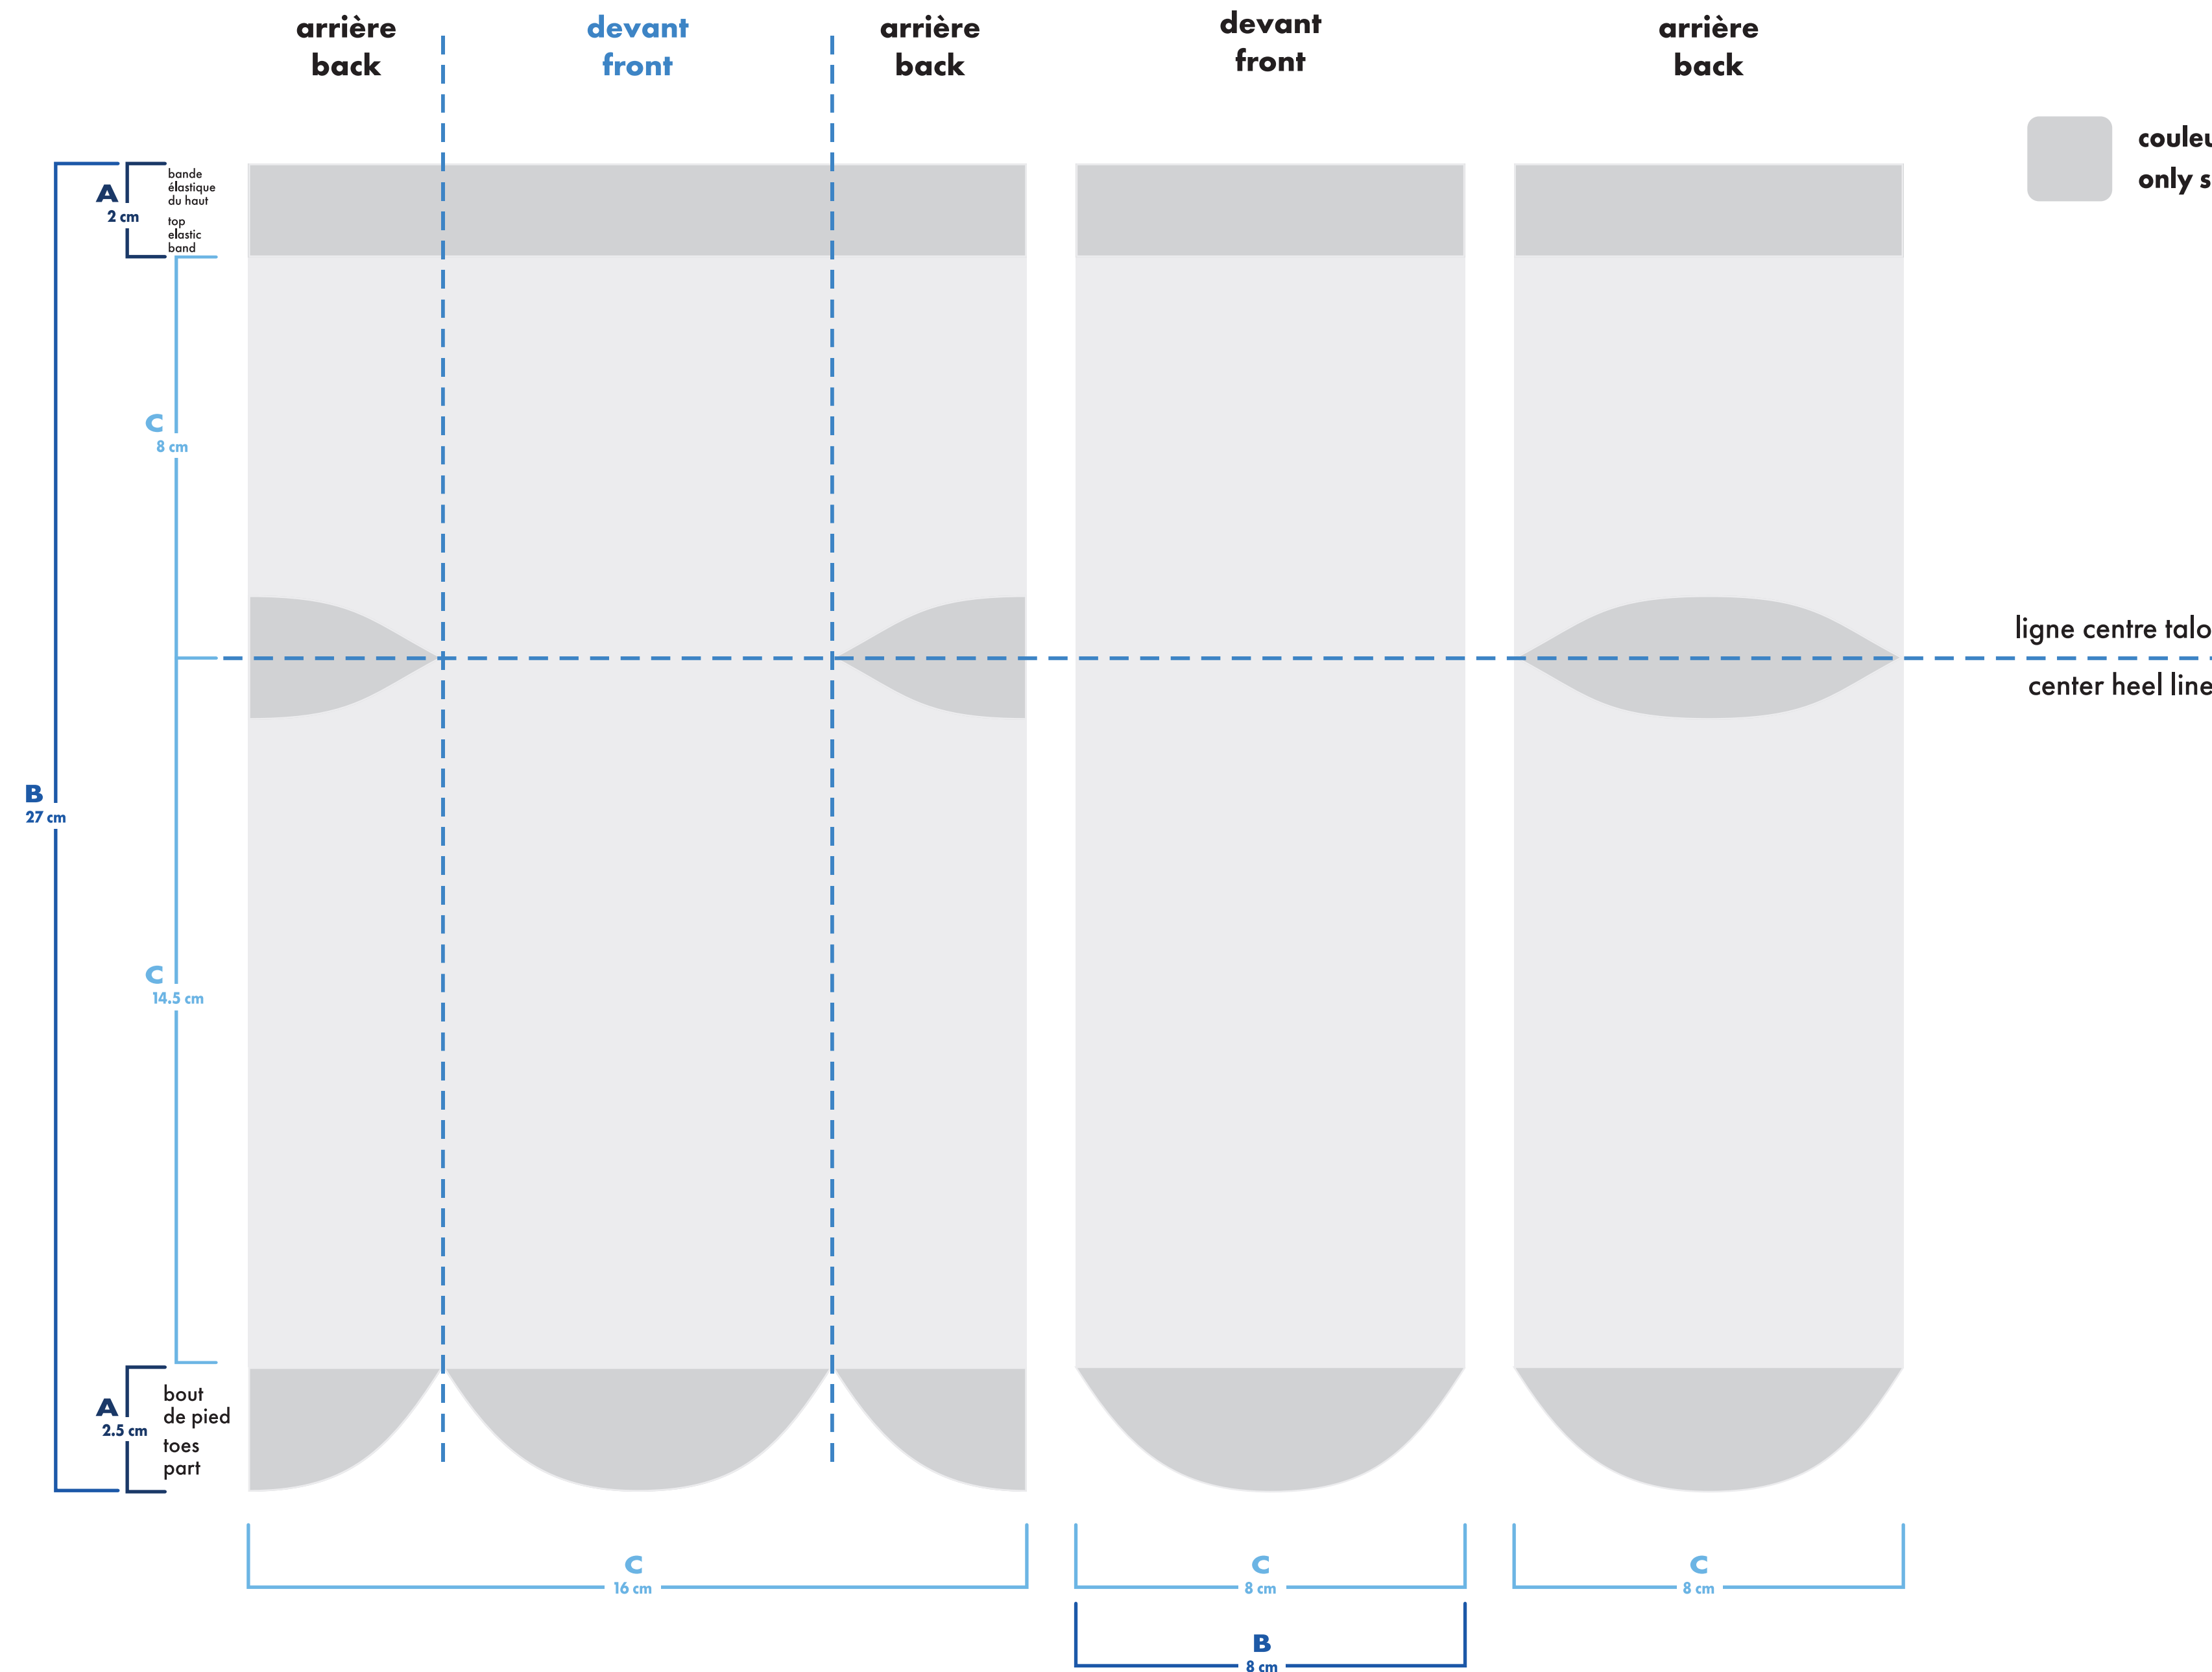 arrière
back
devant
front
arrière
back
devant
front
arrière
back
couleu
only s
A
2 cm
bande
élastique
du haut
top
elastic
band
C
8 cm
ligne centre talo
center heel line
B
27 cm
C
14.5 cm
A
2.5 cm
bout
de pied
toes
part
C
16 cm
C
8 cm
C
8 cm
B
8 cm